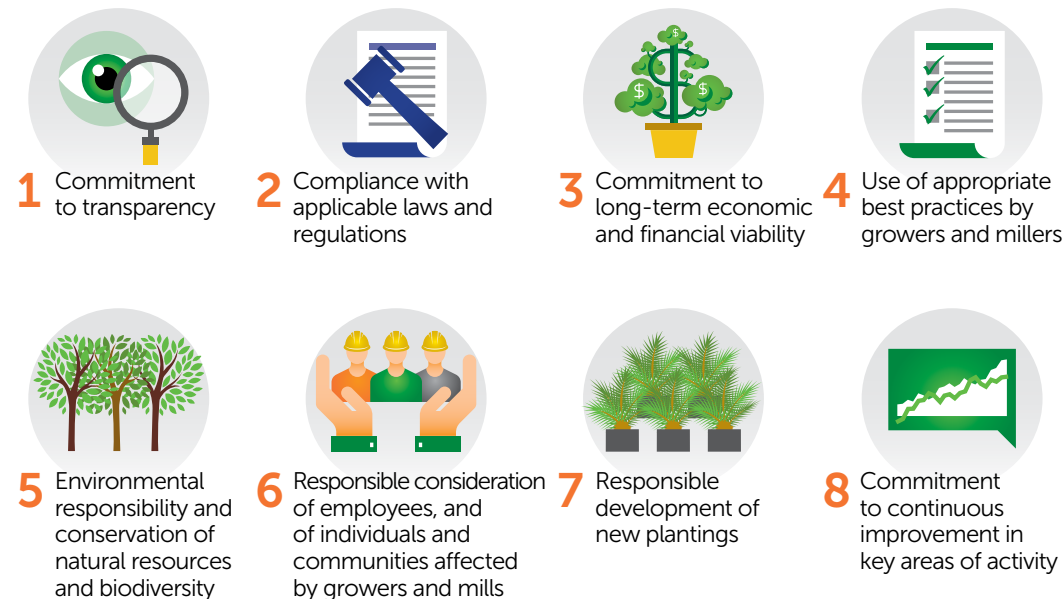 1 Commitment
to transparency
2 Compliance with
applicable laws and
regulations
$
$
$
3 Commitment to
long-term economic
and financial viability
4 Use of appropriate
best practices by
growers and millers
5 Environmental
responsibility and
conservation of
natural resources
and biodiversity
6 Responsible consideration
of employees, and
of individuals and
communities affected
by growers and mills
7 Responsible
development of
new plantings
8 Commitment
to continuous
improvement in
key areas of activity